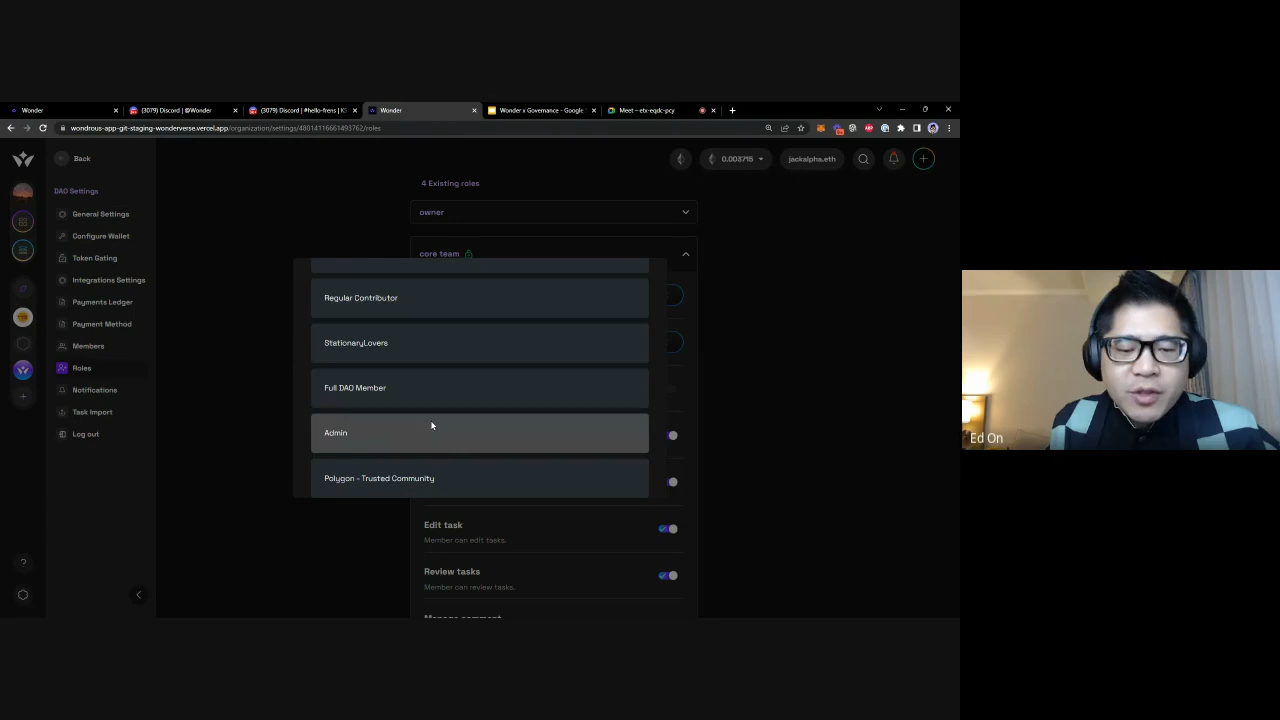 Wonder
(3079) Discord | @Wonder
(3079) Discord | #hello-frens | K
Wonder
Wonder x Governance - Google
Meet – etx-eqdc-pcy
wondrous-app-git-staging-wonderverse.vercel.app/organization/settings/48014116661493762/roles
Back
0.003715
jackalpha.eth
DAO Settings
General Settings
Configure Wallet
Token Gating
Integrations Settings
Payments Ledger
Payment Method
Members
Roles
Notifications
Task Import
Log out
4 Existing roles
owner
core team
Regular Contributor
StationaryLovers
Full DAO Member
Admin
Polygon - Trusted Community
Edit task
Member can edit tasks.
Review tasks
Member can review tasks.
Manage comment
Ed On